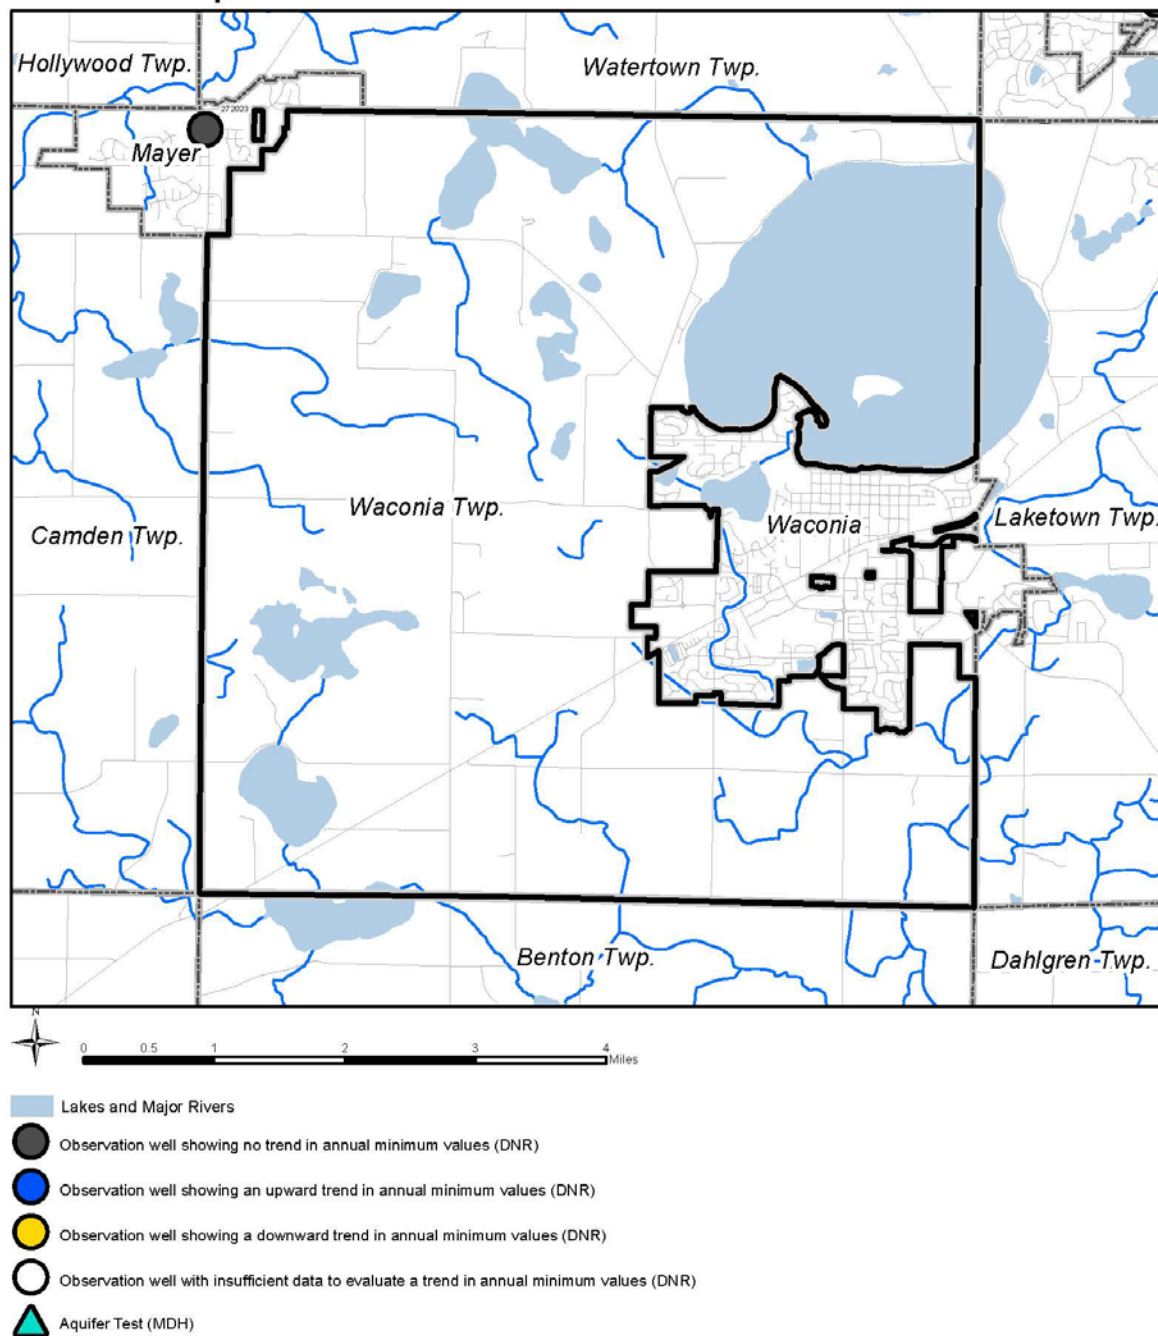 Hollywood Twp.
Watertown Twp.
27 2023
Mayer
Waconia Twp.
Waconia
Laketown Twp.
Camden Twp.
Benton Twp.
Dahlgren Twp.
N
0 0.5 1 2 3 4
Miles
Lakes and Major Rivers
Observation well showing no trend in annual minimum values (DNR)
Observation well showing an upward trend in annual minimum values (DNR)
Observation well showing a downward trend in annual minimum values (DNR)
Observation well with insufficient data to evaluate a trend in annual minimum values (DNR)
Aquifer Test (MDH)